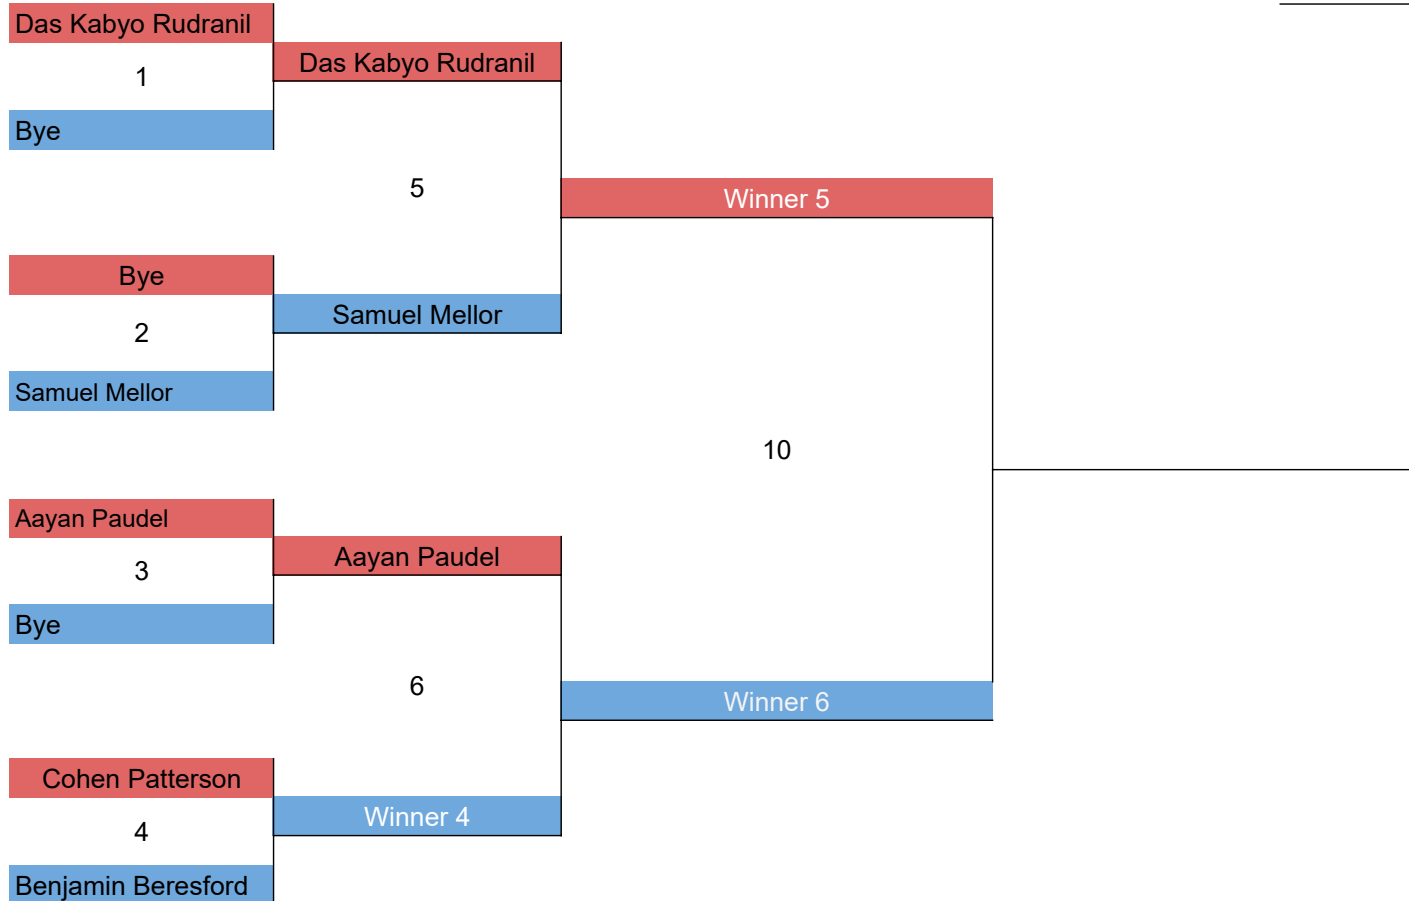 Das Kabyo Rudranil
1
Bye
Das Kabyo Rudranil
5
Bye
2
Samuel Mellor
Samuel Mellor
Winner 5
10
Aayan Paudel
3
Bye
Aayan Paudel
6
Cohen Patterson
4
Benjamin Beresford
Winner 4
Winner 6